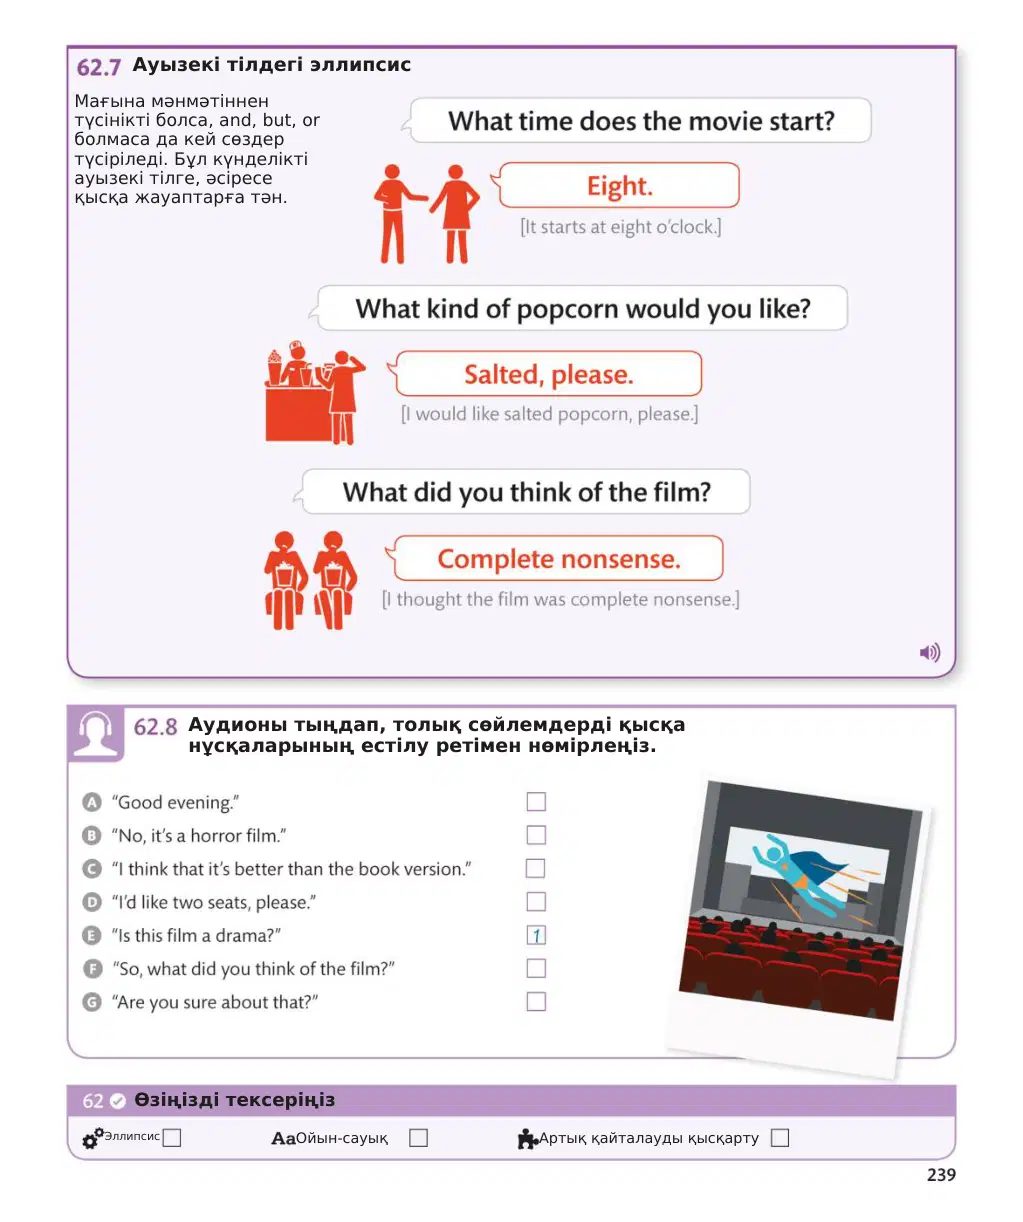 62.7 Ауызекі тілдегі эллипсис
Мағына мәнмәтіннен
түсінікті болса, and, but, or
болмаса да кей сөздер
түсіріледі. Бұл күнделікті
ауызекі тілге, әсіресе
қысқа жауаптарға тән.
What time does the movie start?
Eight.
[It starts at eight o’clock.]
What kind of popcorn would you like?
Salted, please.
[I would like salted popcorn, please.]
What did you think of the film?
Complete nonsense.
[I thought the film was complete nonsense.]
62.8 Аудионы тыңдап, толық сөйлемдерді қысқа
нұсқаларының естілу ретімен нөмірлеңіз.
A “Good evening.”
B “No, it’s a horror film.”
C “I think that it’s better than the book version.”
D “I’d like two seats, please.”
E “Is this film a drama?” 1
F “So, what did you think of the film?”
G “Are you sure about that?”
62 Өзіңізді тексеріңіз
Эллипсис Aa Ойын-сауық Артық қайталауды қысқарту
239